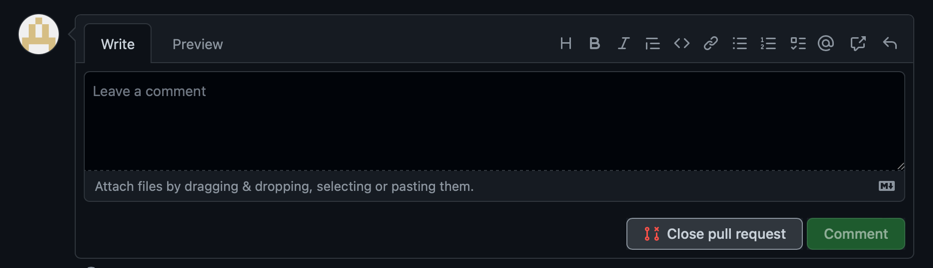 Write
Preview
Leave a comment
Attach files by dragging & dropping, selecting or pasting them.
Close pull request
Comment